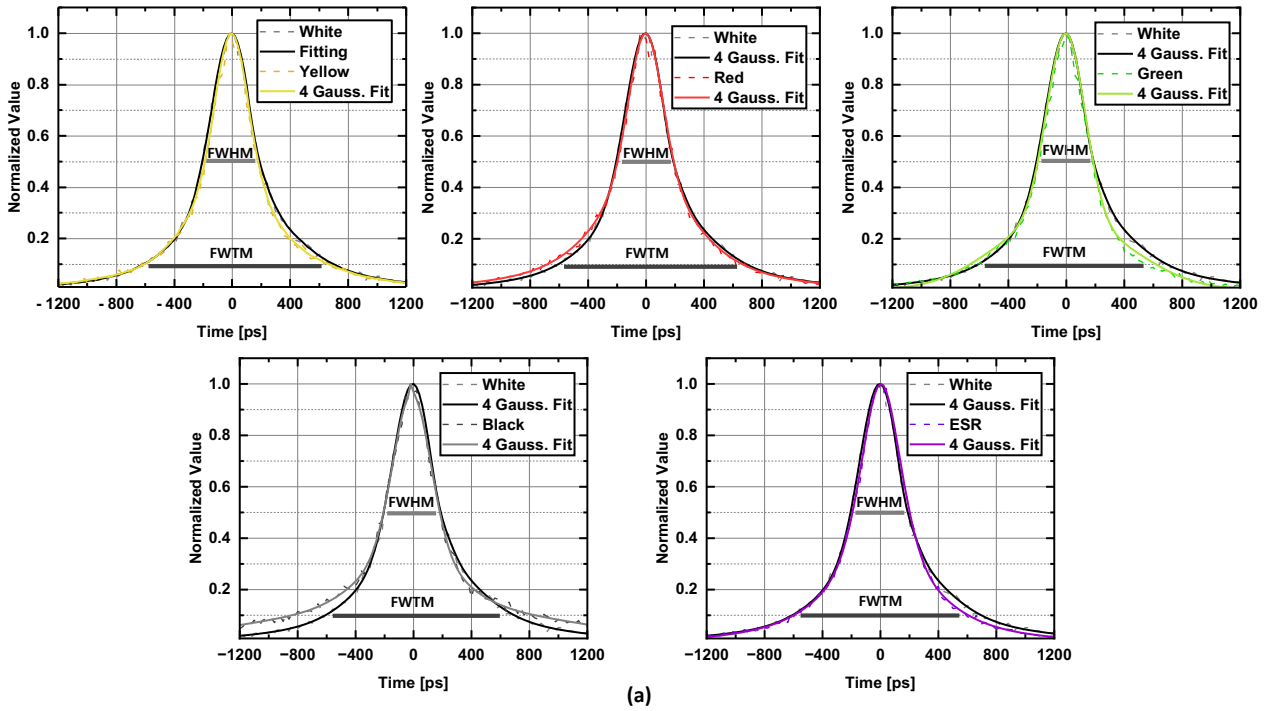 Normalized Value
1.0
0.8
0.6
0.4
0.2
White
Fitting
Yellow
4 Gauss. Fit
FWHM
FWTM
- 1200 - 800 - 400 0 400 800 1200
Time [ps]
Normalized Value
1.0
0.8
0.6
0.4
0.2
White
4 Gauss. Fit
Red
4 Gauss. Fit
FWHM
FWTM
−1200 −800 −400 0 400 800 1200
Time [ps]
Normalized Value
1.0
0.8
0.6
0.4
0.2
White
4 Gauss. Fit
Green
4 Gauss. Fit
FWHM
FWTM
−1200 −800 −400 0 400 800 1200
Time [ps]
Normalized Value
1.0
0.8
0.6
0.4
0.2
White
4 Gauss. Fit
Black
4 Gauss. Fit
FWHM
FWTM
−1200 −800 −400 0 400 800 1200
Time [ps]
Normalized Value
1.0
0.8
0.6
0.4
0.2
White
4 Gauss. Fit
ESR
4 Gauss. Fit
FWHM
FWTM
−1200 −800 −400 0 400 800 1200
Time [ps]
(a)